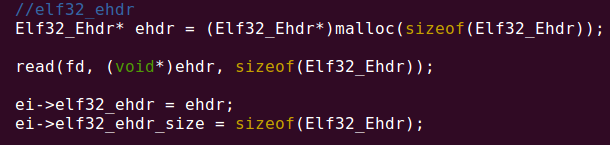 //elf32_ehdr
Elf32_Ehdr* ehdr = (Elf32_Ehdr*)malloc(sizeof(Elf32_Ehdr));
read(fd, (void*)ehdr, sizeof(Elf32_Ehdr));
ei->elf32_ehdr = ehdr;
ei->elf32_ehdr_size = sizeof(Elf32_Ehdr);